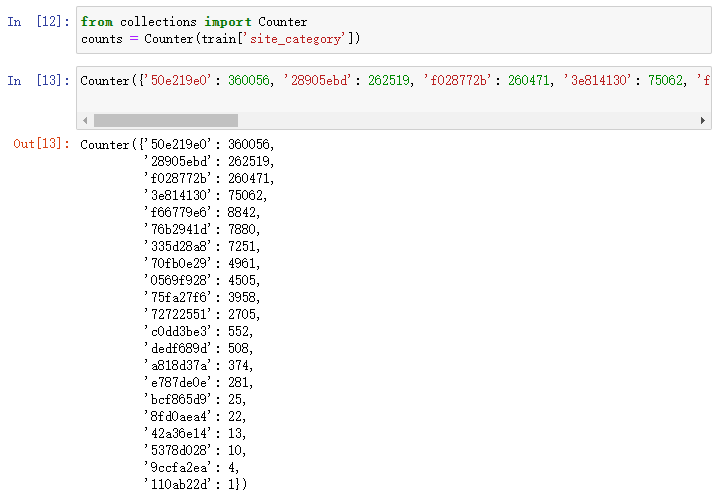 In [12]: from collections import Counter
counts = Counter(train['site_category'])
In [13]: Counter({'50e219e0': 360056, '28905ebd': 262519, 'f028772b': 260471, '3e814130': 75062, 'f
Out[13]: Counter({'50e219e0': 360056,
'28905ebd': 262519,
'f028772b': 260471,
'3e814130': 75062,
'f66779e6': 8842,
'76b2941d': 7880,
'335d28a8': 7251,
'70fb0e29': 4961,
'0569f928': 4505,
'75fa27f6': 3958,
'72722551': 2705,
'c0dd3be3': 552,
'dedf689d': 508,
'a818d37a': 374,
'e787de0e': 281,
'bcf865d9': 25,
'8fd0aea4': 22,
'42a36e14': 13,
'5378d028': 10,
'9ccfa2ea': 4,
'110ab22d': 1})